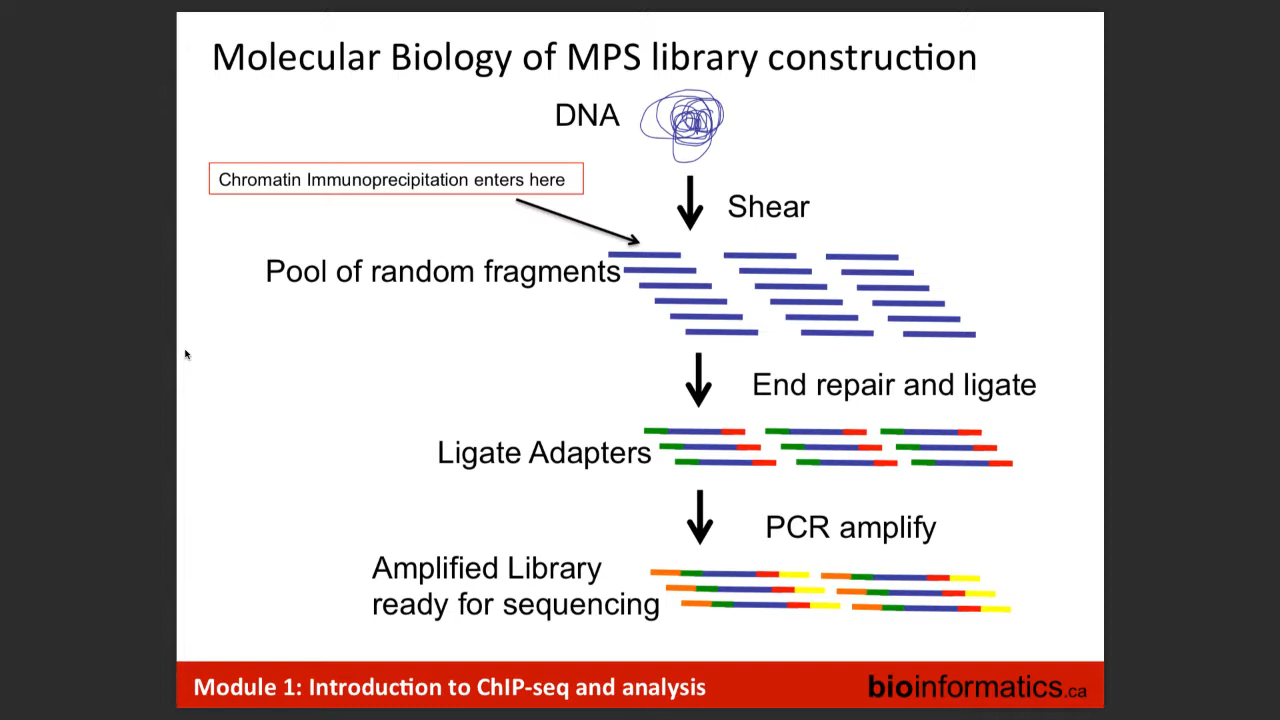 Molecular Biology of MPS library construction
DNA
Chromatin Immunoprecipitation enters here
Shear
Pool of random fragments
End repair and ligate
Ligate Adapters
PCR amplify
Amplified Library
ready for sequencing
Module 1: Introduction to ChIP-seq and analysis
bioinformatics.ca